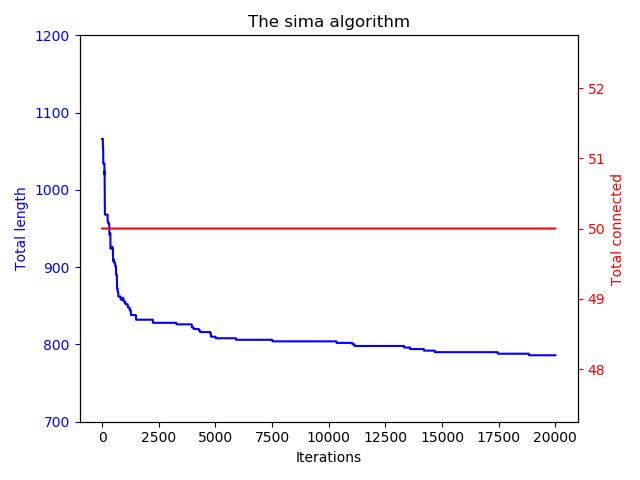 The sima algorithm
1200
1100
1000
900
800
700
Total length
52
51
50
49
48
Total connected
0 2500 5000 7500 10000 12500 15000 17500 20000
Iterations